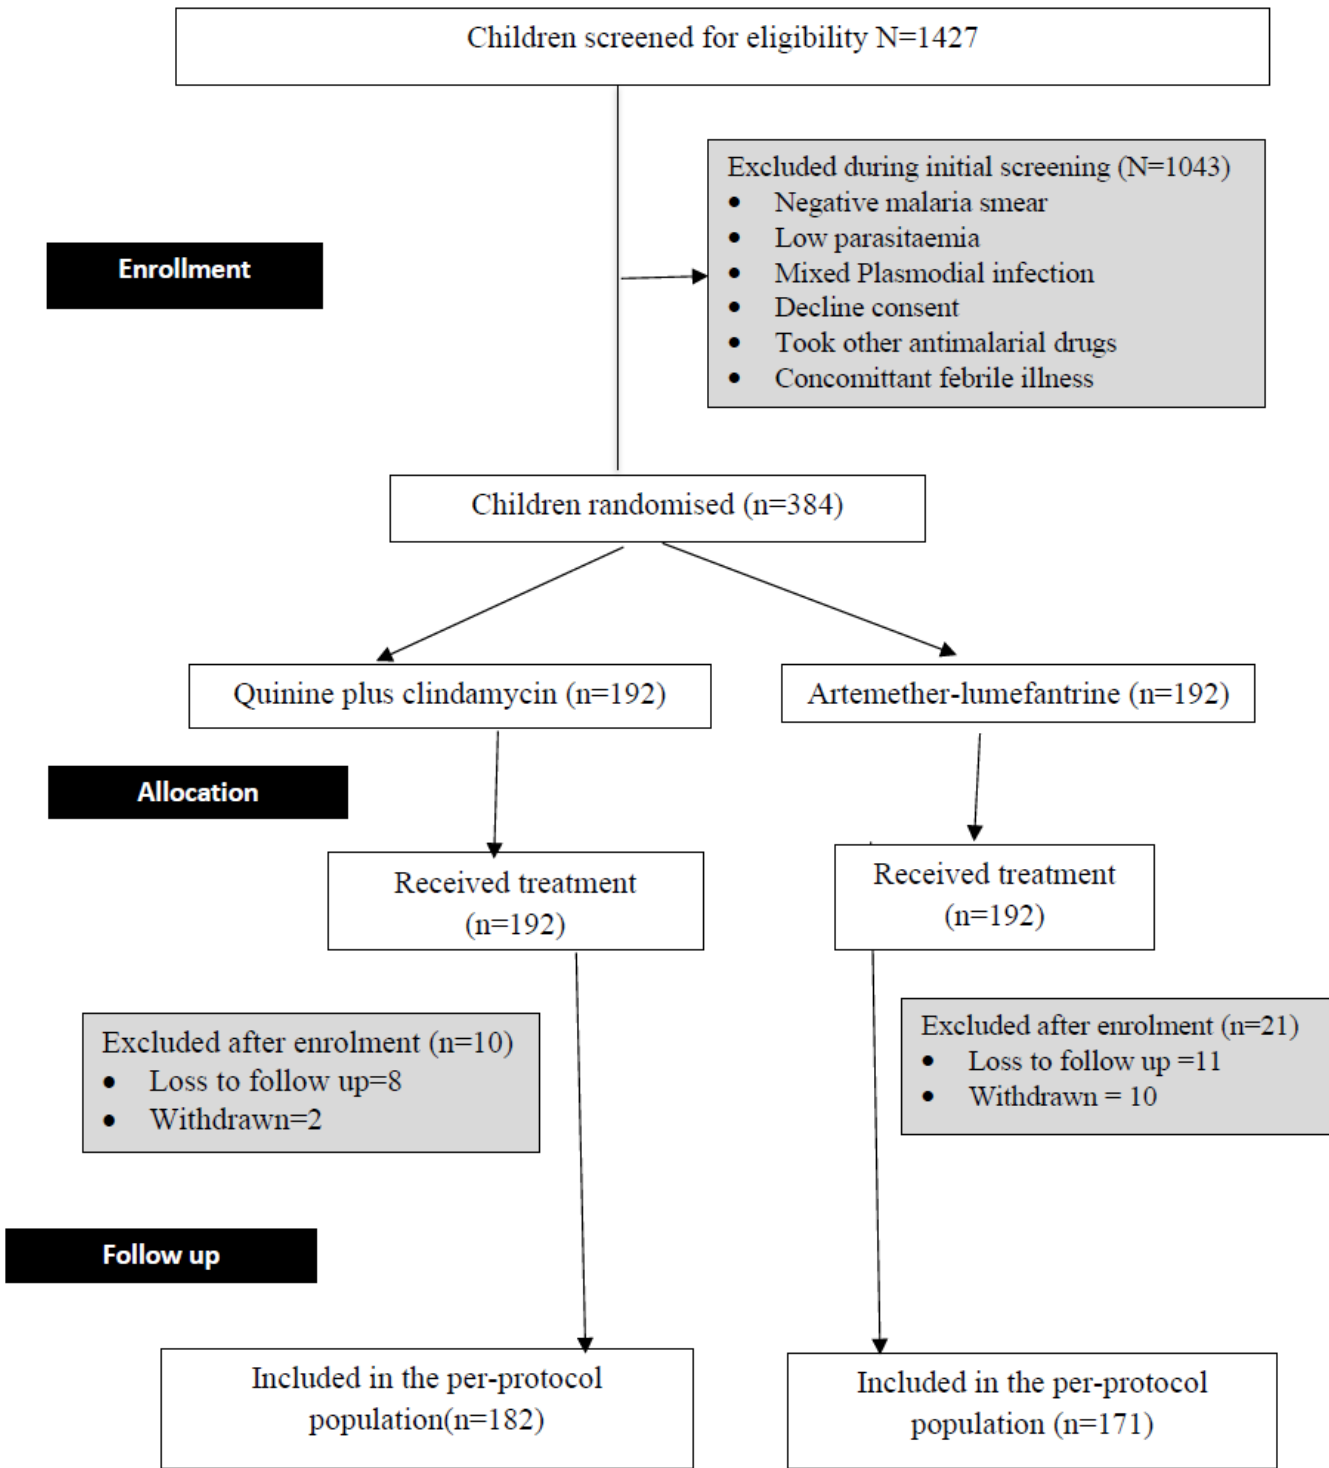 Children screened for eligibility N=1427
Excluded during initial screening (N=1043)
• Negative malaria smear
• Low parasitaemia
• Mixed Plasmodial infection
• Decline consent
• Took other antimalarial drugs
• Concomittant febrile illness
Enrollment
Children randomised (n=384)
Quinine plus clindamycin (n=192)
Artemether-lumefantrine (n=192)
Allocation
Received treatment
(n=192)
Received treatment
(n=192)
Excluded after enrolment (n=10)
• Loss to follow up=8
• Withdrawn=2
Excluded after enrolment (n=21)
• Loss to follow up =11
• Withdrawn = 10
Follow up
Included in the per-protocol
population(n=182)
Included in the per-protocol
population (n=171)